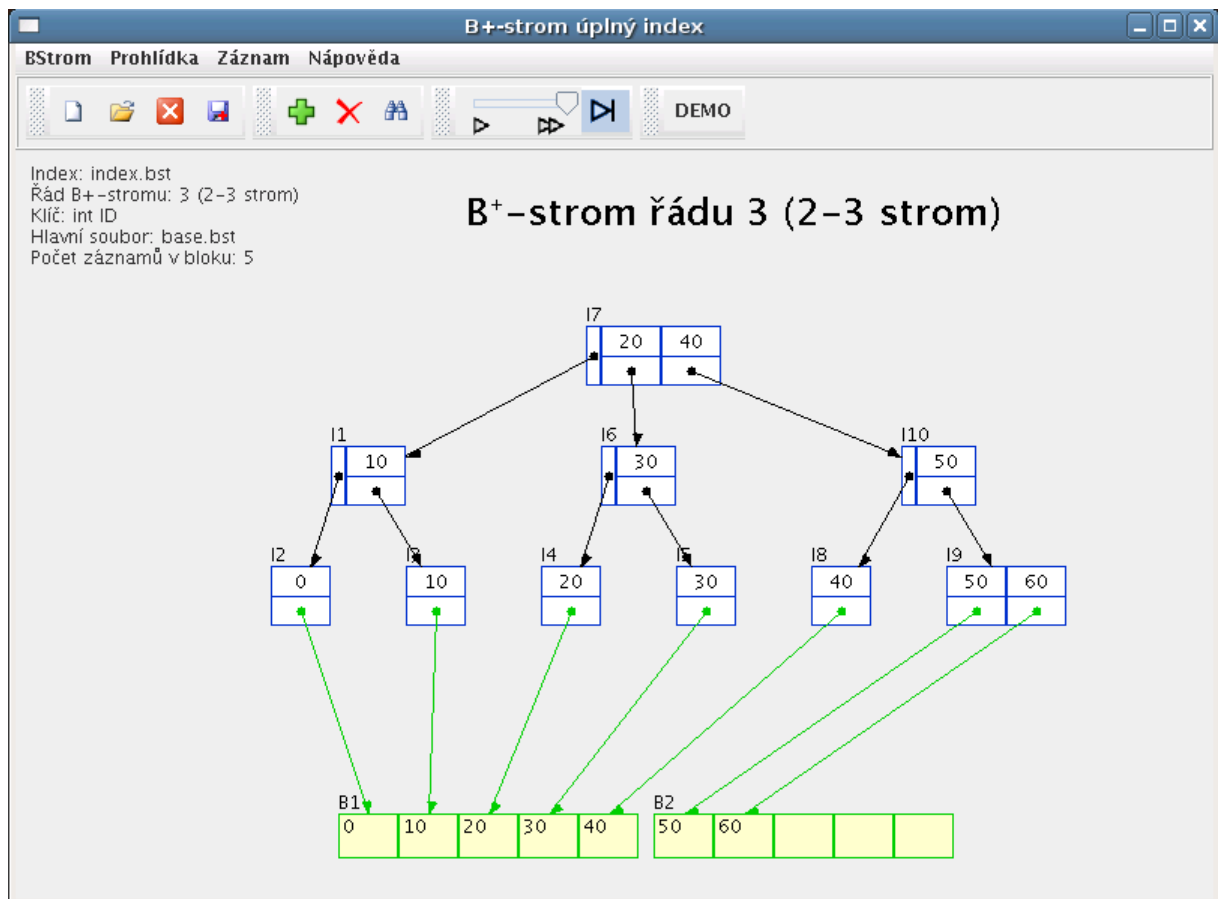 B+-strom úplný index
BStrom Prohlídka Záznam Nápověda
DEMO
Index: index.bst
Řád B+-stromu: 3 (2-3 strom)
Klíč: int ID
Hlavní soubor: base.bst
Počet záznamů v bloku: 5
B+-strom řádu 3 (2-3 strom)
I7
20 40
I1 I6 I10
10 30 50
I2 I3 I4 I5 I8 I9
0 10 20 30 40 50 60
B1 B2
0 10 20 30 40 50 60